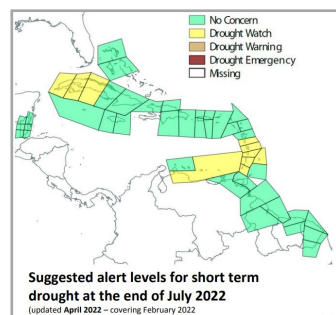 No Concern
Drought Watch
Drought Warning
Drought Emergency
Missing
Suggested alert levels for short term
drought at the end of July 2022
(updated April 2022 – covering February 2022